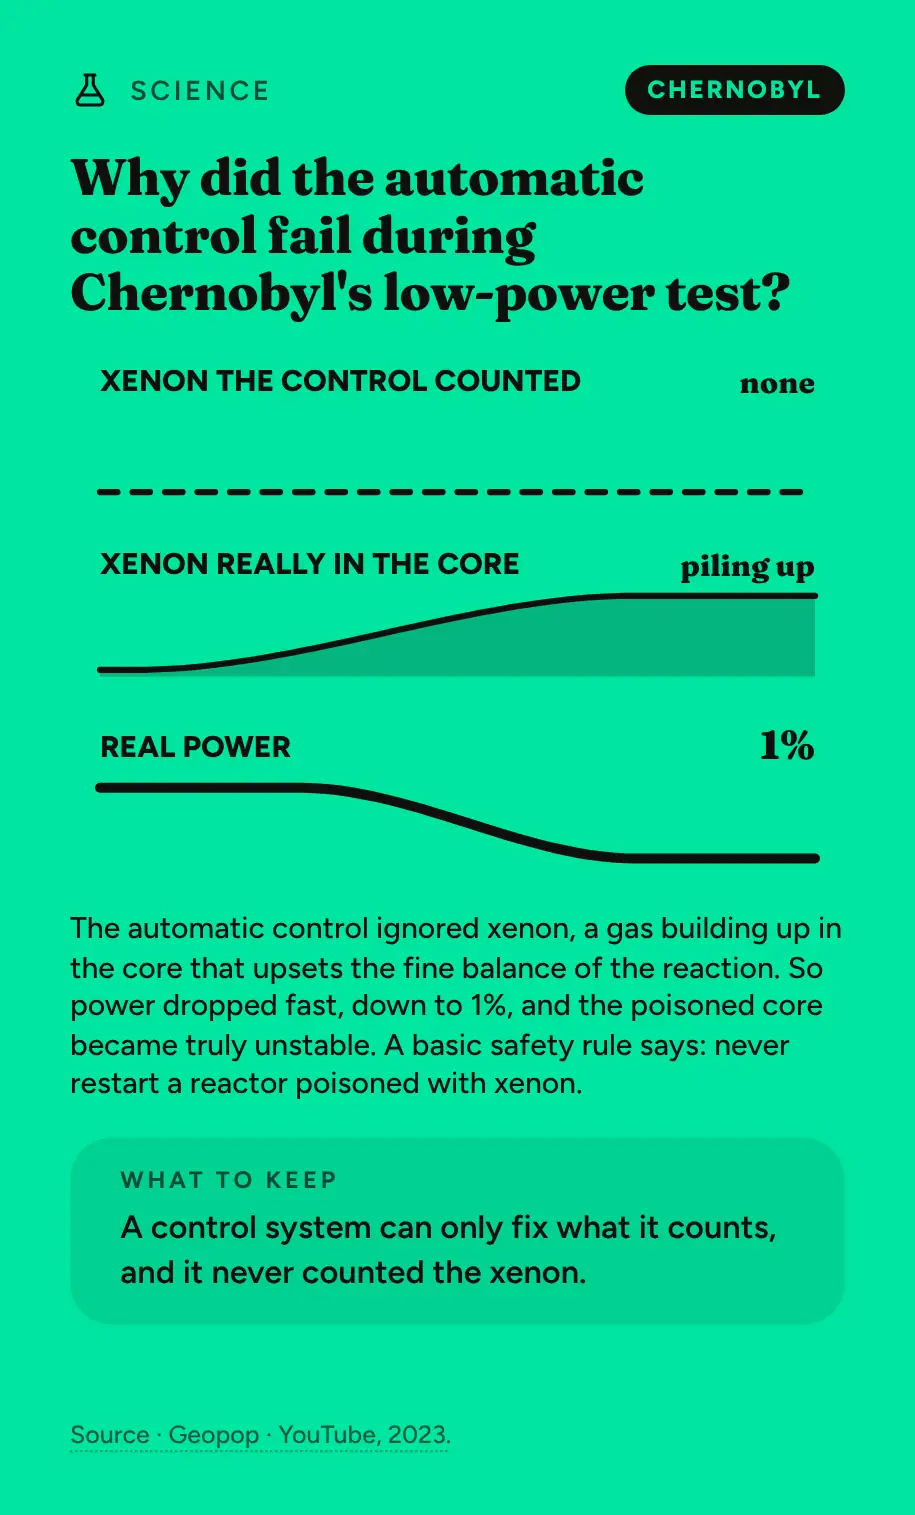 SCIENCE
CHERNOBYL
Why did the automatic
control fail during
Chernobyl's low-power test?
XENON THE CONTROL COUNTED
none
XENON REALLY IN THE CORE
piling up
REAL POWER
1%
The automatic control ignored xenon, a gas building up in
the core that upsets the fine balance of the reaction. So
power dropped fast, down to 1%, and the poisoned core
became truly unstable. A basic safety rule says: never
restart a reactor poisoned with xenon.
WHAT TO KEEP
A control system can only fix what it counts,
and it never counted the xenon.
Source · Geopop · YouTube, 2023.